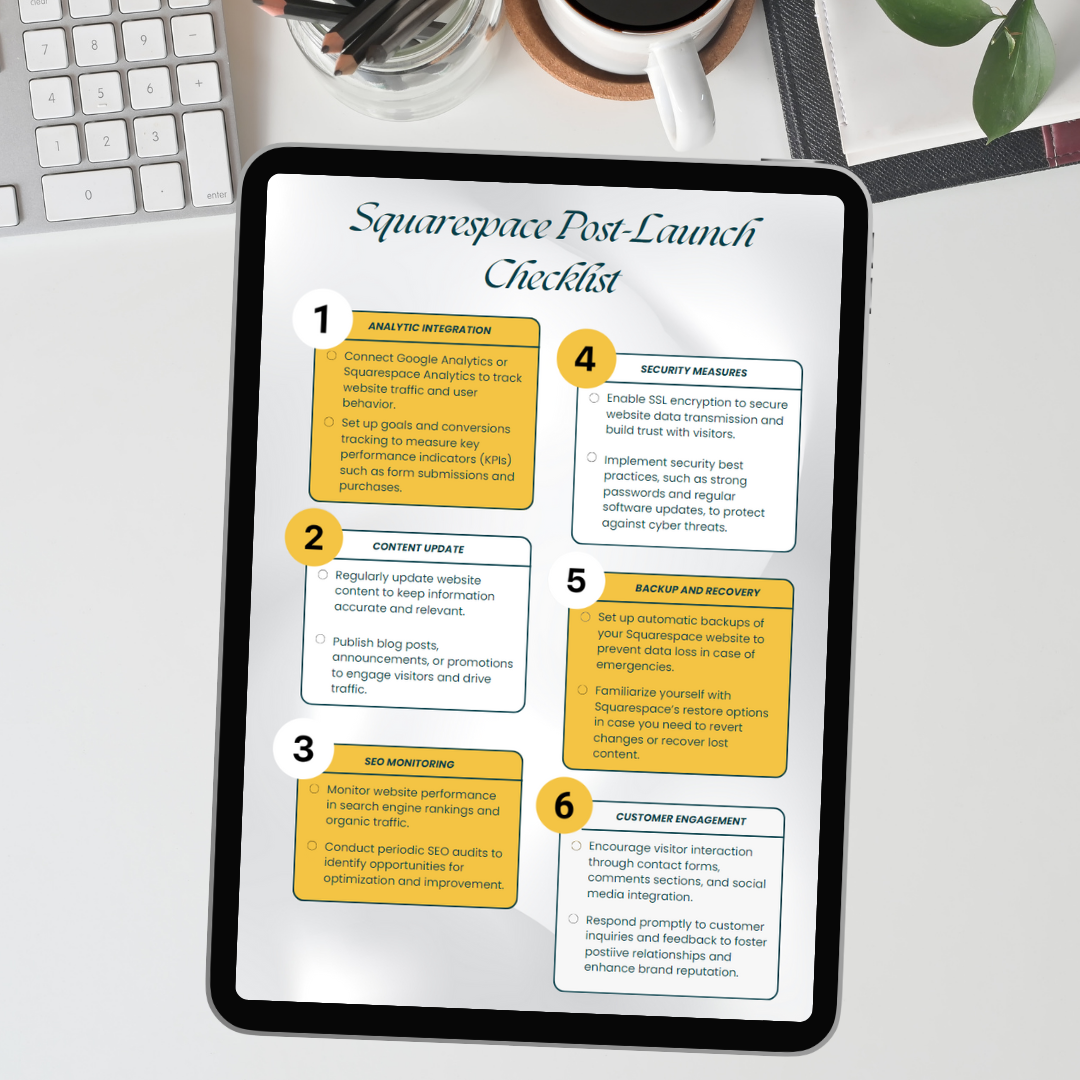 clear
7 8 9 −
4 5 6 +
1 2 3
0 . enter
Squarespace Post-Launch
Checklist
1
ANALYTIC INTEGRATION
Connect Google Analytics or
Squarespace Analytics to track
website traffic and user
behavior.
Set up goals and conversions
tracking to measure key
performance indicators (KPIs)
such as form submissions and
purchases.
2
CONTENT UPDATE
Regularly update website
content to keep information
accurate and relevant.
Publish blog posts,
announcements, or promotions
to engage visitors and drive
traffic.
3
SEO MONITORING
Monitor website performance
in search engine rankings and
organic traffic.
Conduct periodic SEO audits to
identify opportunities for
optimization and improvement.
4
SECURITY MEASURES
Enable SSL encryption to secure
website data transmission and
build trust with visitors.
Implement security best
practices, such as strong
passwords and regular
software updates, to protect
against cyber threats.
5
BACKUP AND RECOVERY
Set up automatic backups of
your Squarespace website to
prevent data loss in case of
emergencies.
Familiarize yourself with
Squarespace's restore options
in case you need to revert
changes or recover lost
content.
6
CUSTOMER ENGAGEMENT
Encourage visitor interaction
through contact forms,
comments sections, and social
media integration.
Respond promptly to customer
inquiries and feedback to foster
postiive relationships and
enhance brand reputation.